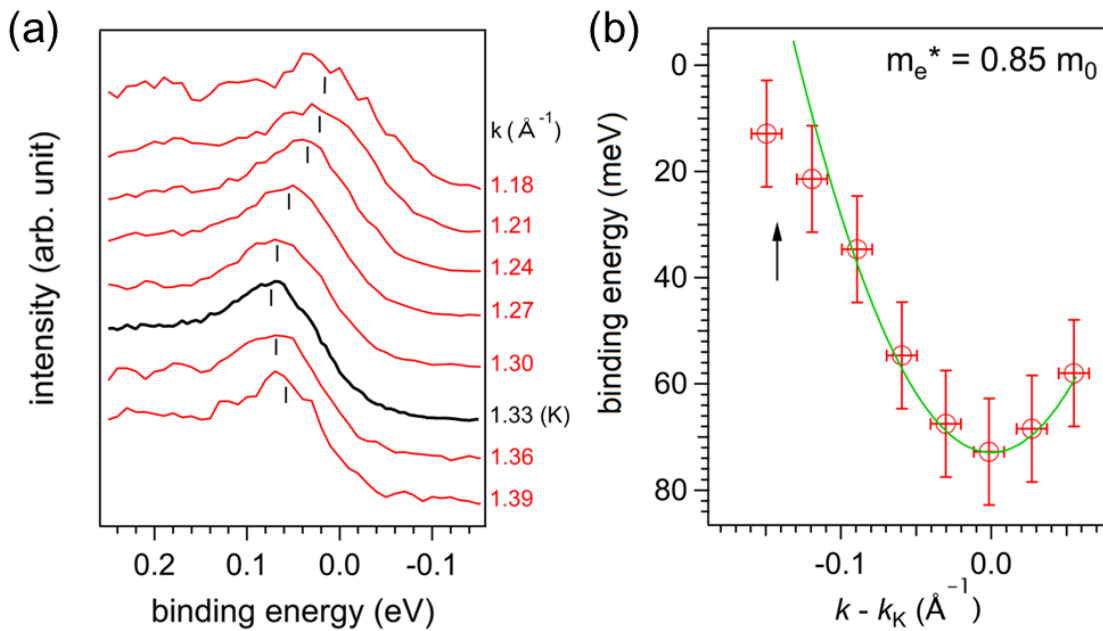 (a)
intensity (arb. unit)
k (Å⁻¹)
1.18
1.21
1.24
1.27
1.30
1.33 (K)
1.36
1.39
0.2 0.1 0.0 -0.1
binding energy (eV)
(b)
mₑ* = 0.85 m₀
binding energy (meV)
0
20
40
60
80
-0.1 0.0
k - kK (Å⁻¹)